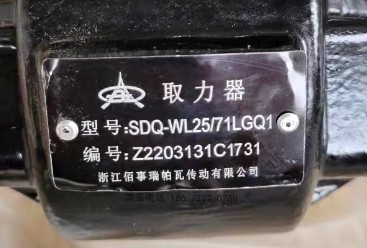 取力器
型号:SDQ-WL25/71LGQ1
编号:Z2203131C1731
浙江佰事瑞帕瓦传动有限公司